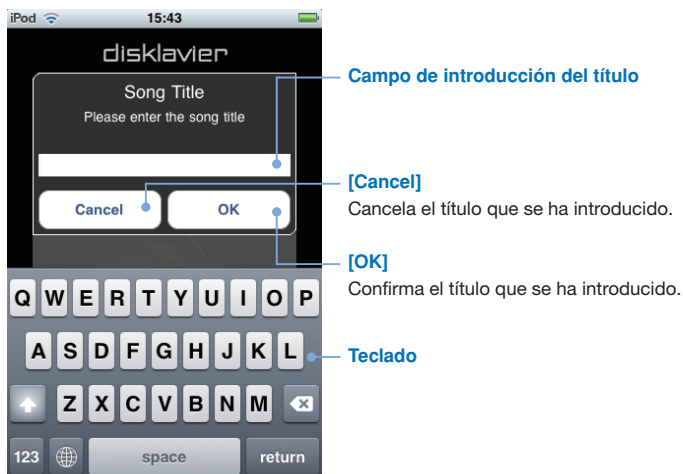 iPod 15:43
disklavier
Song Title
Please enter the song title
Cancel OK
Q W E R T Y U I O P
A S D F G H J K L
Z X C V B N M
123 space return
Campo de introducción del título
[Cancel]
Cancela el título que se ha introducido.
[OK]
Confirma el título que se ha introducido.
Teclado